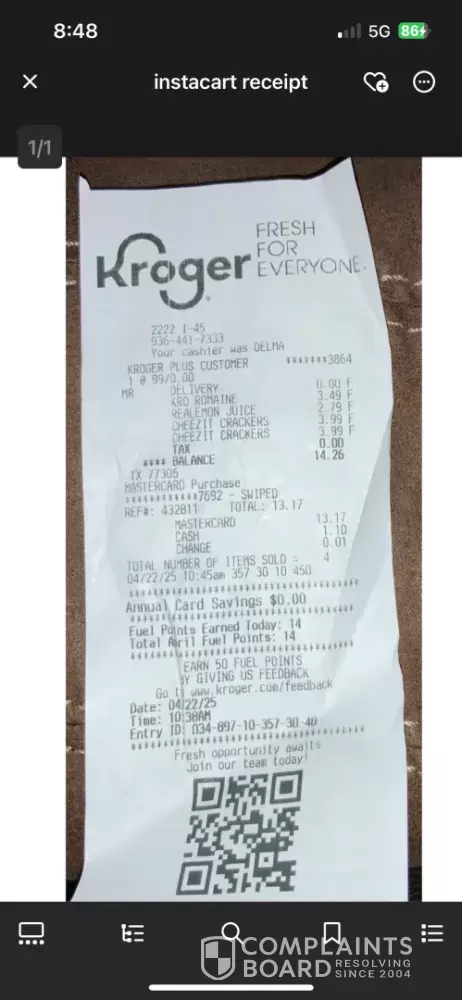 8:48
5G 86
instacart receipt
1/1
Kroger
FRESH
FOR
EVERYONE.
2222 I-45
936-441-7333
Your cashier was DELMA
KROGER PLUS CUSTOMER *******3864
1 @ 99/0.00
DELIVERY 0.00 F
MR KRO ROMAINE 3.49 F
REALEMON JUICE 2.79 F
CHEEZIT CRACKERS 3.99 F
CHEEZIT CRACKERS 3.99 F
TAX 0.00
**** BALANCE 14.26
TX 77306
MASTERCARD Purchase
************7692 - SWIPED
REF#: 432811 TOTAL: 13.17
MASTERCARD 13.17
CASH 1.10
CHANGE 0.01
TOTAL NUMBER OF ITEMS SOLD = 4
04/22/25 10:45am 357 30 10 450
Annual Card Savings $0.00
Fuel Points Earned Today: 14
Total April Fuel Points: 14
EARN 50 FUEL POINTS
BY GIVING US FEEDBACK
Go to www.kroger.com/feedback
Date: 04/22/25
Time: 10:38AM
Entry ID: 034-897-10-357-30-40
Fresh opportunity awaits
Join our team today!
COMPLAINTS
BOARD RESOLVING
SINCE 2004